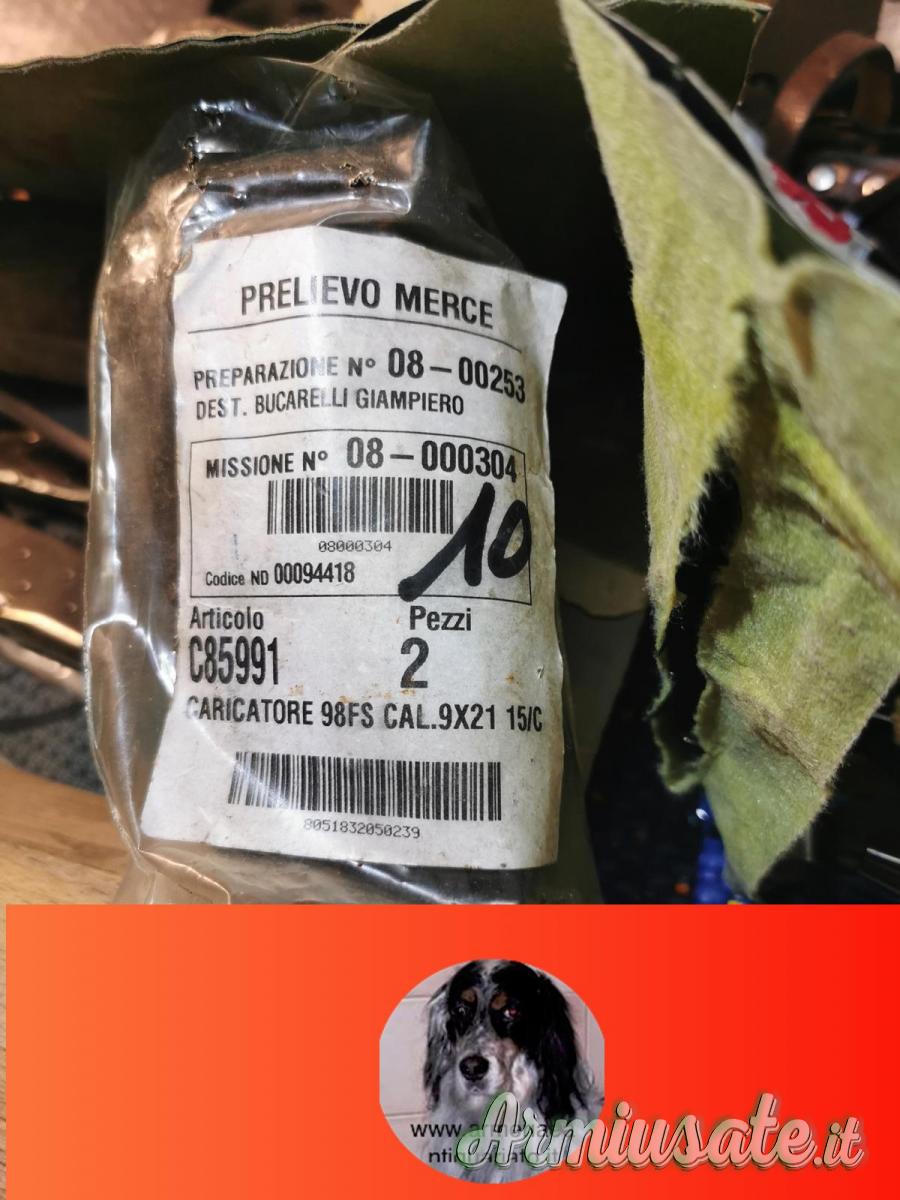 PRELIEVO MERCE
PREPARAZIONE N° 08-00253
DEST. BUCARELLI GIAMPIERO
MISSIONE N° 08-000304
08000304
10
Codice ND 00094418
Articolo Pezzi
C85991 2
CARICATORE 98FS CAL.9X21 15/C
8051832050239
www.
Armiusate.it